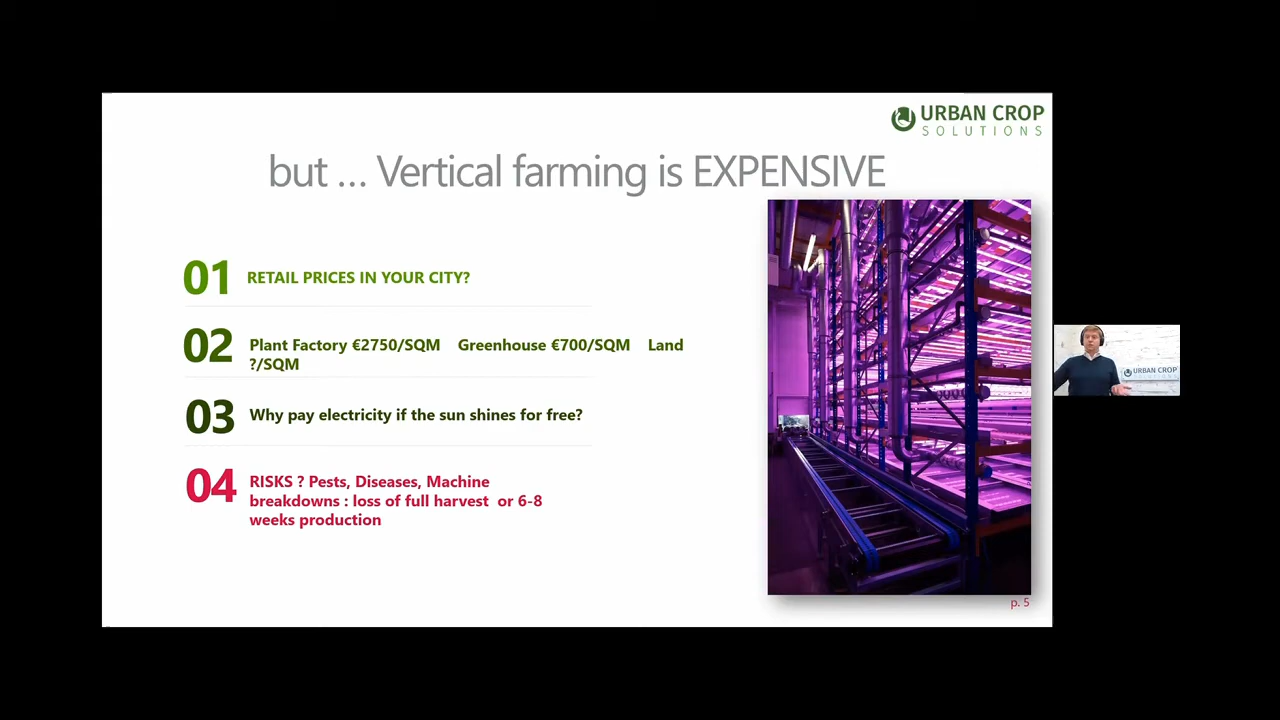 URBAN CROP
SOLUTIONS
but ... Vertical farming is EXPENSIVE
01 RETAIL PRICES IN YOUR CITY?
02 Plant Factory €2750/SQM Greenhouse €700/SQM Land
?/SQM
03 Why pay electricity if the sun shines for free?
04 RISKS ? Pests, Diseases, Machine
breakdowns : loss of full harvest or 6-8
weeks production
p. 5
URBAN CROP
SOLUTIONS